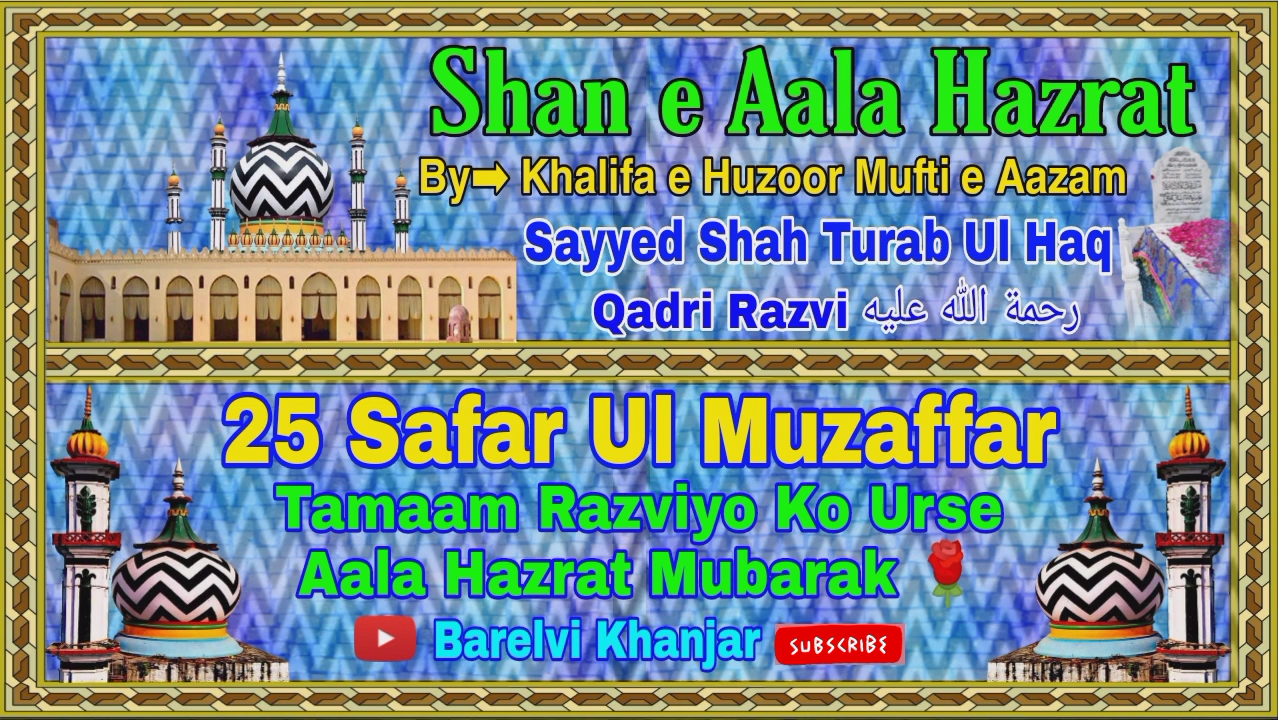 Shan e Aala Hazrat
By➡ Khalifa e Huzoor Mufti e Aazam
Sayyed Shah Turab Ul Haq
Qadri Razvi رحمة الله عليه
25 Safar Ul Muzaffar
Tamaam Razviyo Ko Urse
Aala Hazrat Mubarak 🌹
Barelvi Khanjar SUBSCRIBE